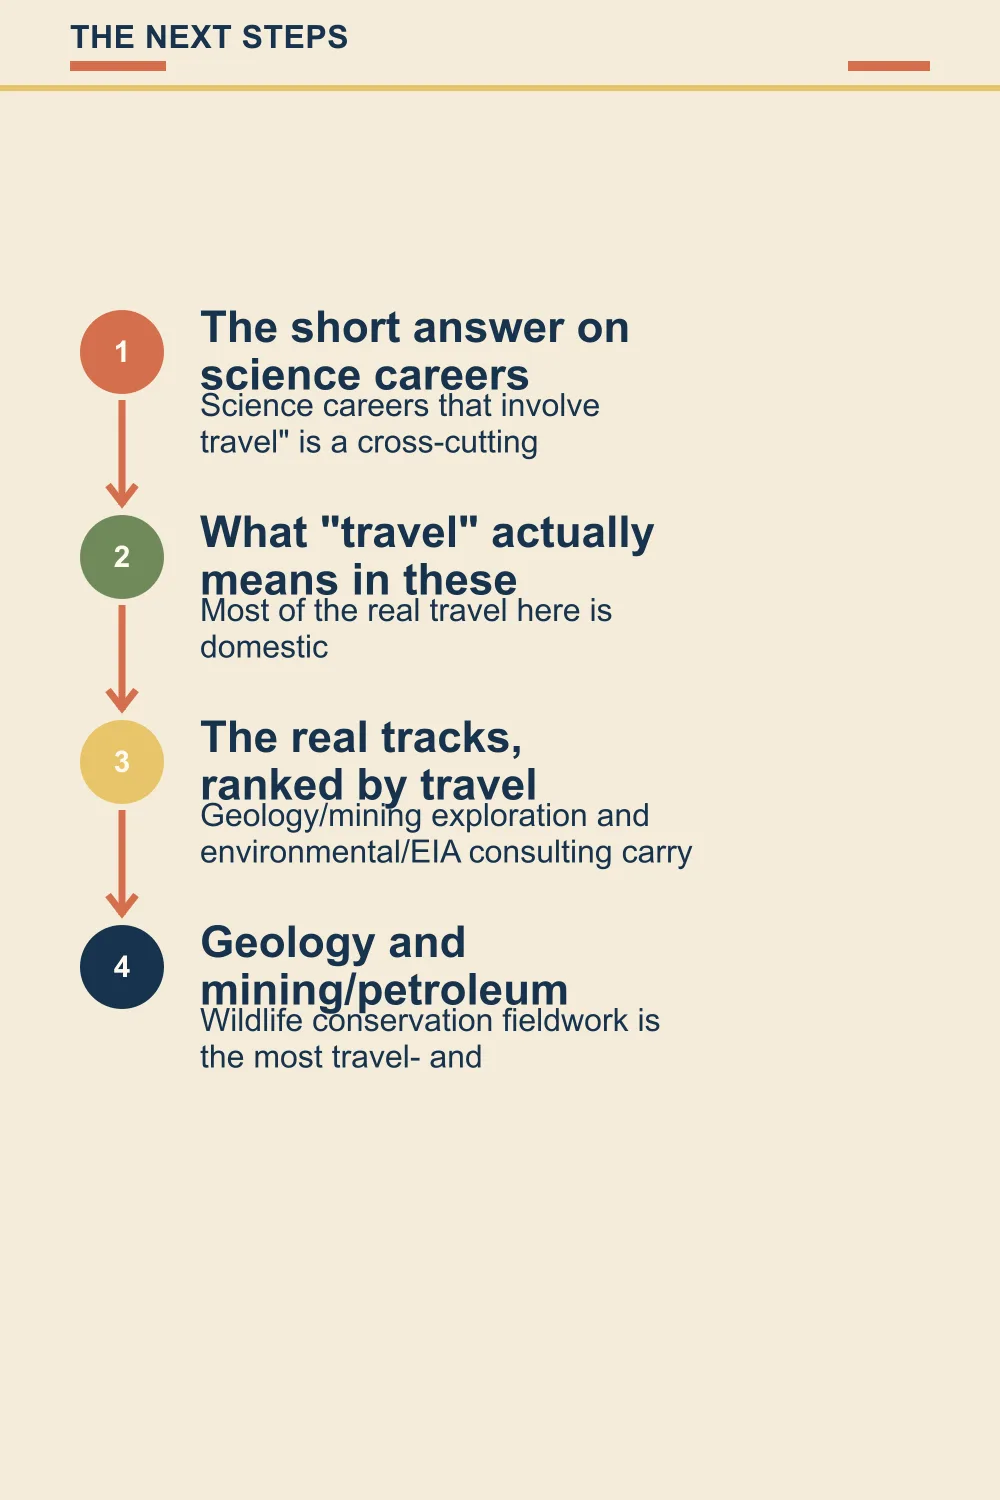 THE NEXT STEPS
1
The short answer on
science careers
Science careers that involve
travel" is a cross-cutting
2
What "travel" actually
means in these
Most of the real travel here is
domestic
3
The real tracks,
ranked by travel
Geology/mining exploration and
environmental/EIA consulting carry
4
Geology and
mining/petroleum
Wildlife conservation fieldwork is
the most travel- and